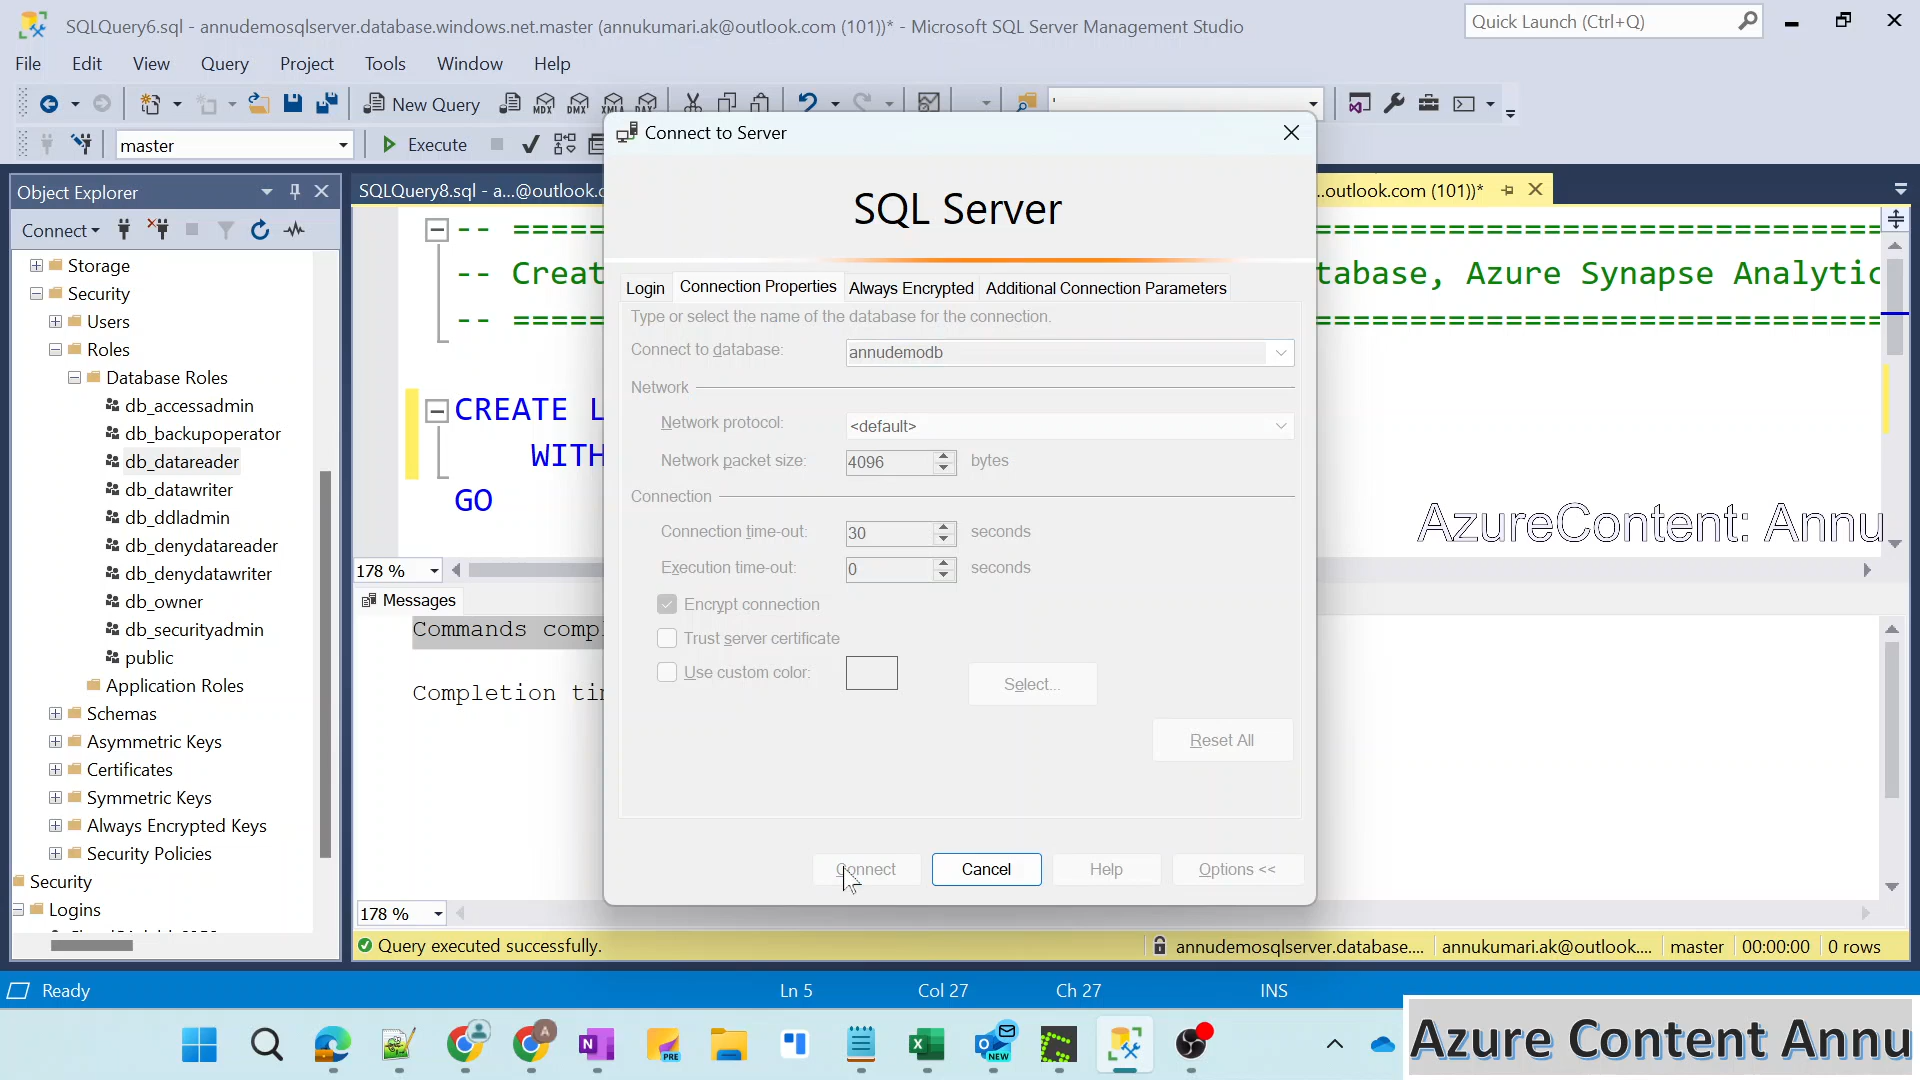 SQLQuery6.sql - annudemosqlserver.database.windows.net.master (annukumari.ak@outlook.com (101))* - Microsoft SQL Server Management Studio
Quick Launch (Ctrl+Q)
File Edit View Query Project Tools Window Help
New Query MDX DMX XMLA DAX
master
Execute
Connect to Server
Object Explorer
SQLQuery8.sql - a...@outlook.c
..outlook.com (101))*
Connect
Storage
Security
Users
Roles
Database Roles
db_accessadmin
db_backupoperator
db_datareader
db_datawriter
db_ddladmin
db_denydatareader
db_denydatawriter
db_owner
db_securityadmin
public
Application Roles
Schemas
Asymmetric Keys
Certificates
Symmetric Keys
Always Encrypted Keys
Security Policies
Security
Logins
-- =====
-- Creat
tabase, Azure Synapse Analytic
-- =====
CREATE L
WITH
GO
178 %
Messages
Commands comp
Completion tim
178 %
SQL Server
Login Connection Properties Always Encrypted Additional Connection Parameters
Type or select the name of the database for the connection.
Connect to database: annudemodb
Network
Network protocol: <default>
Network packet size: 4096 bytes
Connection
Connection time-out: 30 seconds
Execution time-out: 0 seconds
Encrypt connection
Trust server certificate
Use custom color:
Select...
Reset All
Connect Cancel Help Options <<
AzureContent: Annu
Query executed successfully.
annudemosqlserver.database.... annukumari.ak@outlook.... master 00:00:00 0 rows
Ready Ln 5 Col 27 Ch 27 INS
A
N
PRE
NEW
Azure Content Annu